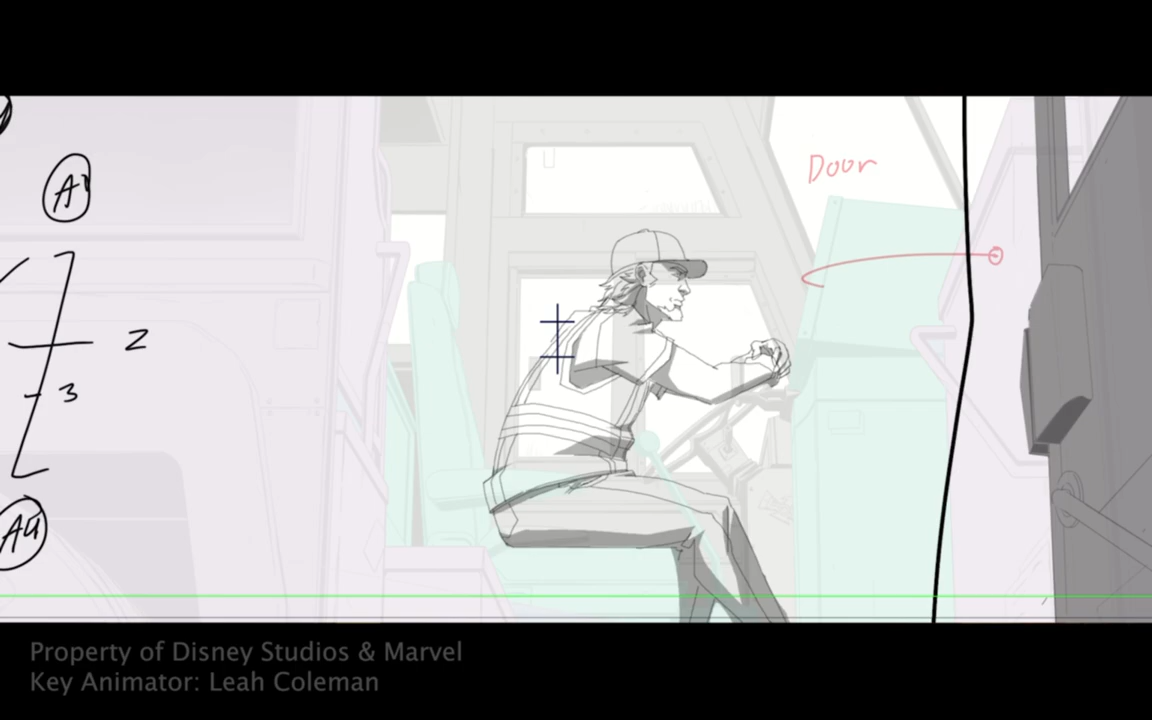 A1
Door
2
3
A4
Property of Disney Studios & Marvel
Key Animator: Leah Coleman